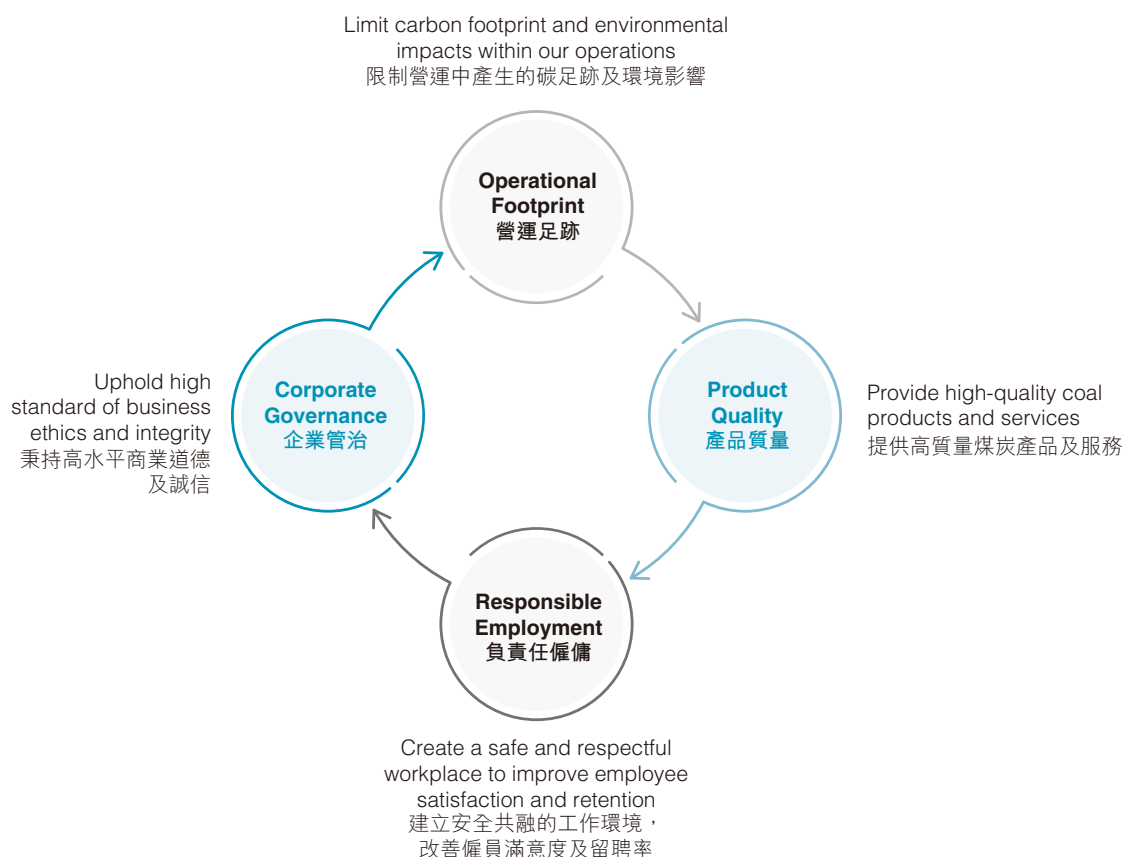 Limit carbon footprint and environmental
impacts within our operations
限制營運中產生的碳足跡及環境影響
Operational
Footprint
營運足跡
Corporate
Governance
企業管治
Uphold high
standard of business
ethics and integrity
秉持高水平商業道德
及誠信
Product
Quality
產品質量
Provide high-quality coal
products and services
提供高質量煤炭產品及服務
Responsible
Employment
負責任僱傭
Create a safe and respectful
workplace to improve employee
satisfaction and retention
建立安全共融的工作環境，
改善僱員滿意度及留聘率